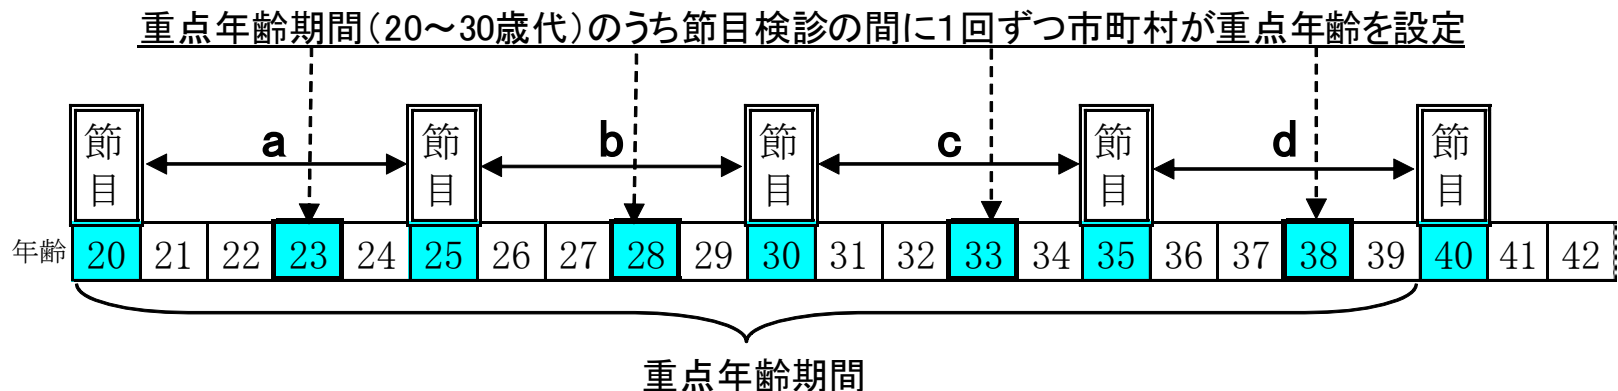 重点年齢期間（20～30歳代）のうち節目検診の間に1回ずつ市町村が重点年齢を設定
節目 a 節目 b 節目 c 節目 d 節目
年齢 20 21 22 23 24 25 26 27 28 29 30 31 32 33 34 35 36 37 38 39 40 41 42
重点年齢期間